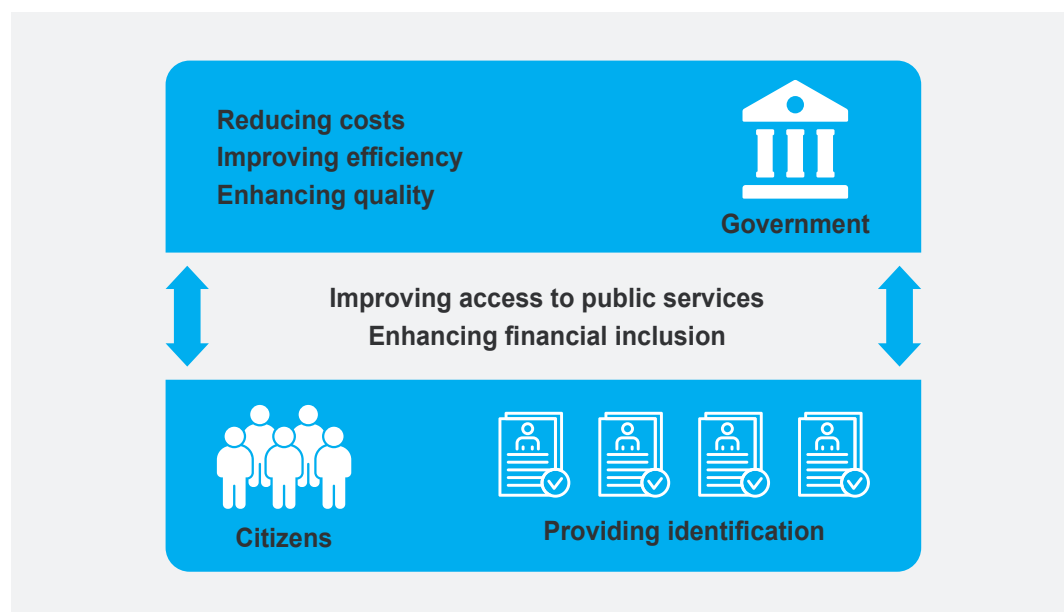 Reducing costs
Improving efficiency
Enhancing quality
Government
Improving access to public services
Enhancing financial inclusion
Citizens
Providing identification